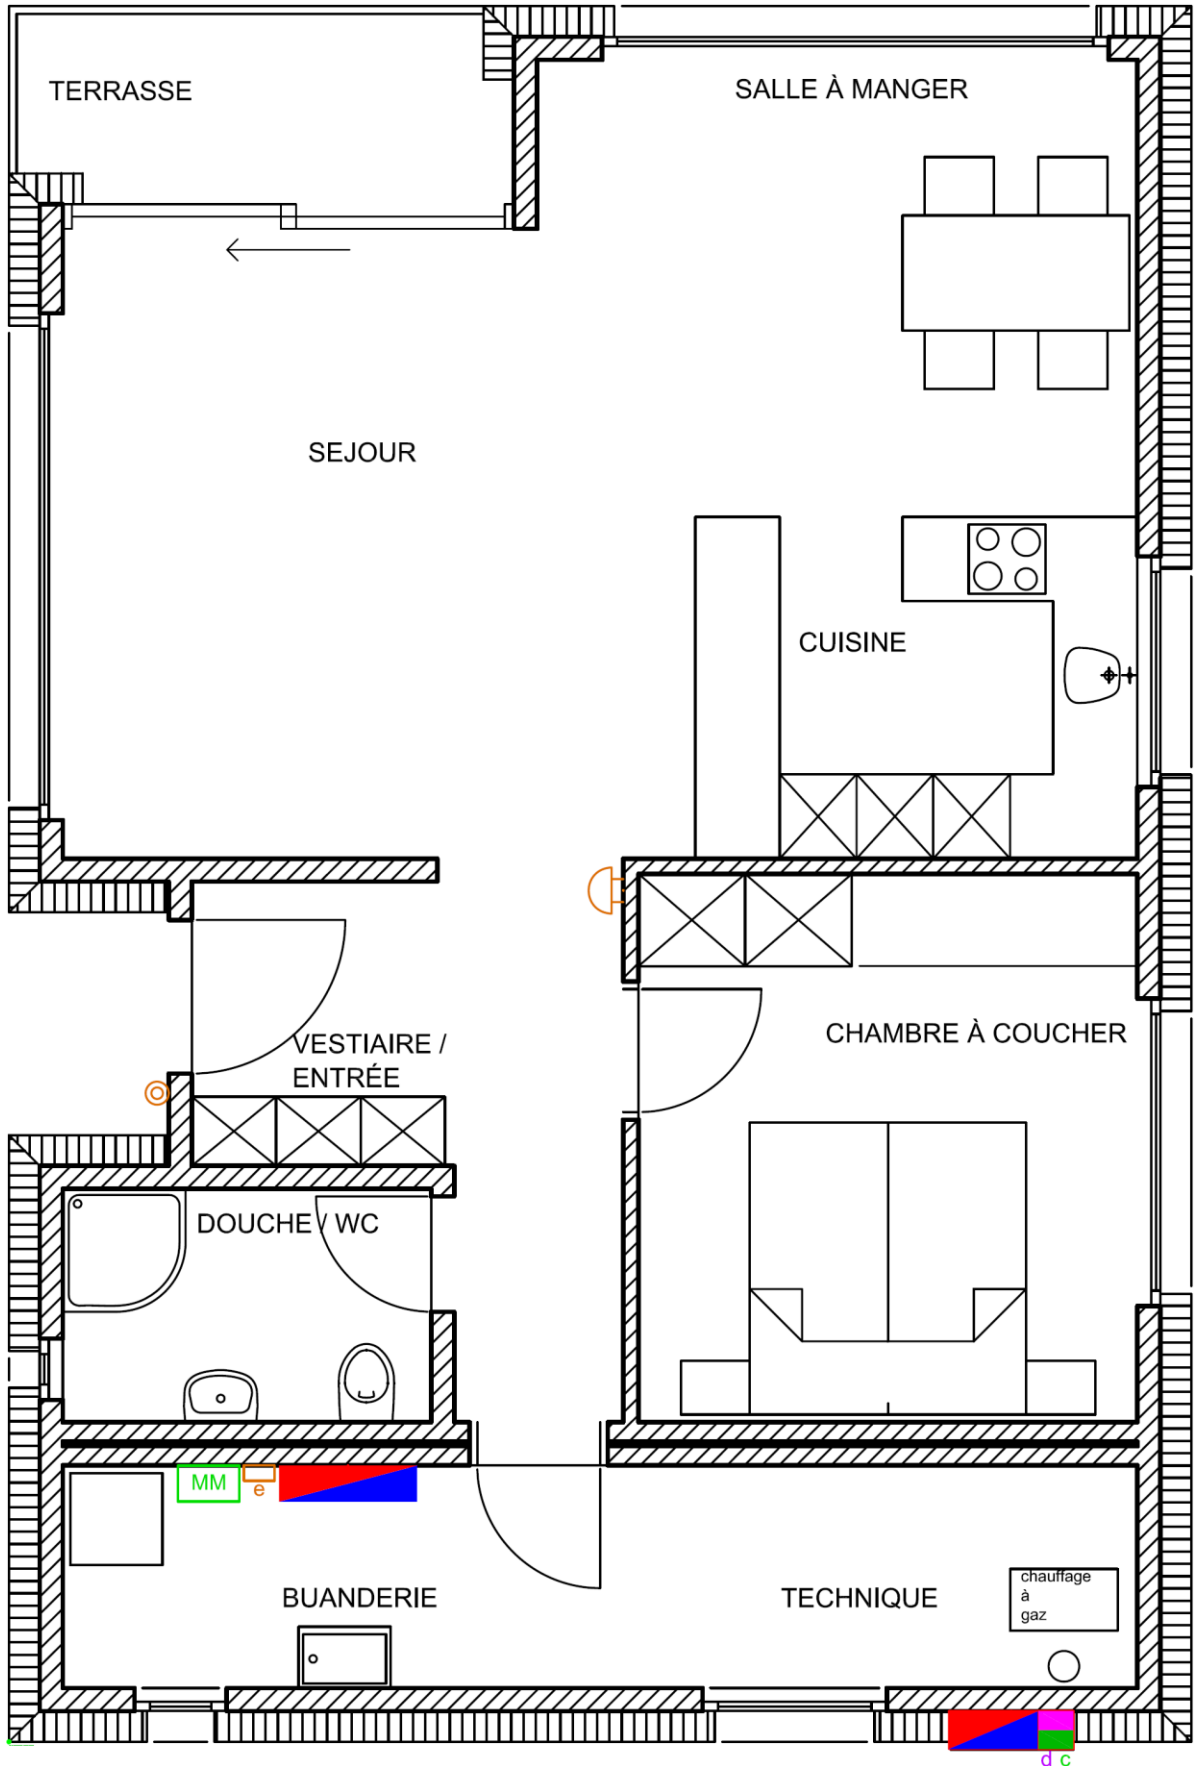 TERRASSE
SALLE À MANGER
SEJOUR
CUISINE
CHAMBRE À COUCHER
VESTIAIRE /
ENTRÉE
DOUCHE / WC
MM
e
BUANDERIE
TECHNIQUE
chauffage
à
gaz
d c